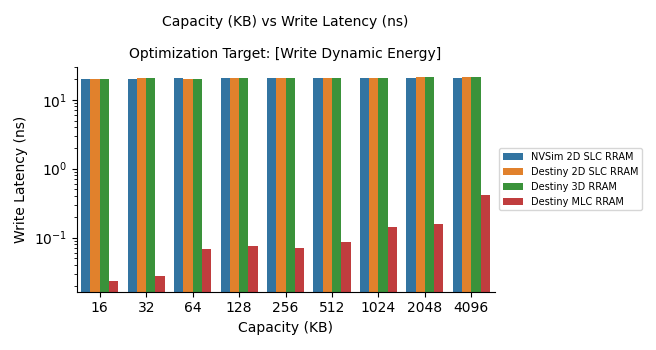 Capacity (KB) vs Write Latency (ns)
Optimization Target: [Write Dynamic Energy]
Write Latency (ns)
10¹
10⁰
10⁻¹
16 32 64 128 256 512 1024 2048 4096
Capacity (KB)
NVSim 2D SLC RRAM
Destiny 2D SLC RRAM
Destiny 3D RRAM
Destiny MLC RRAM